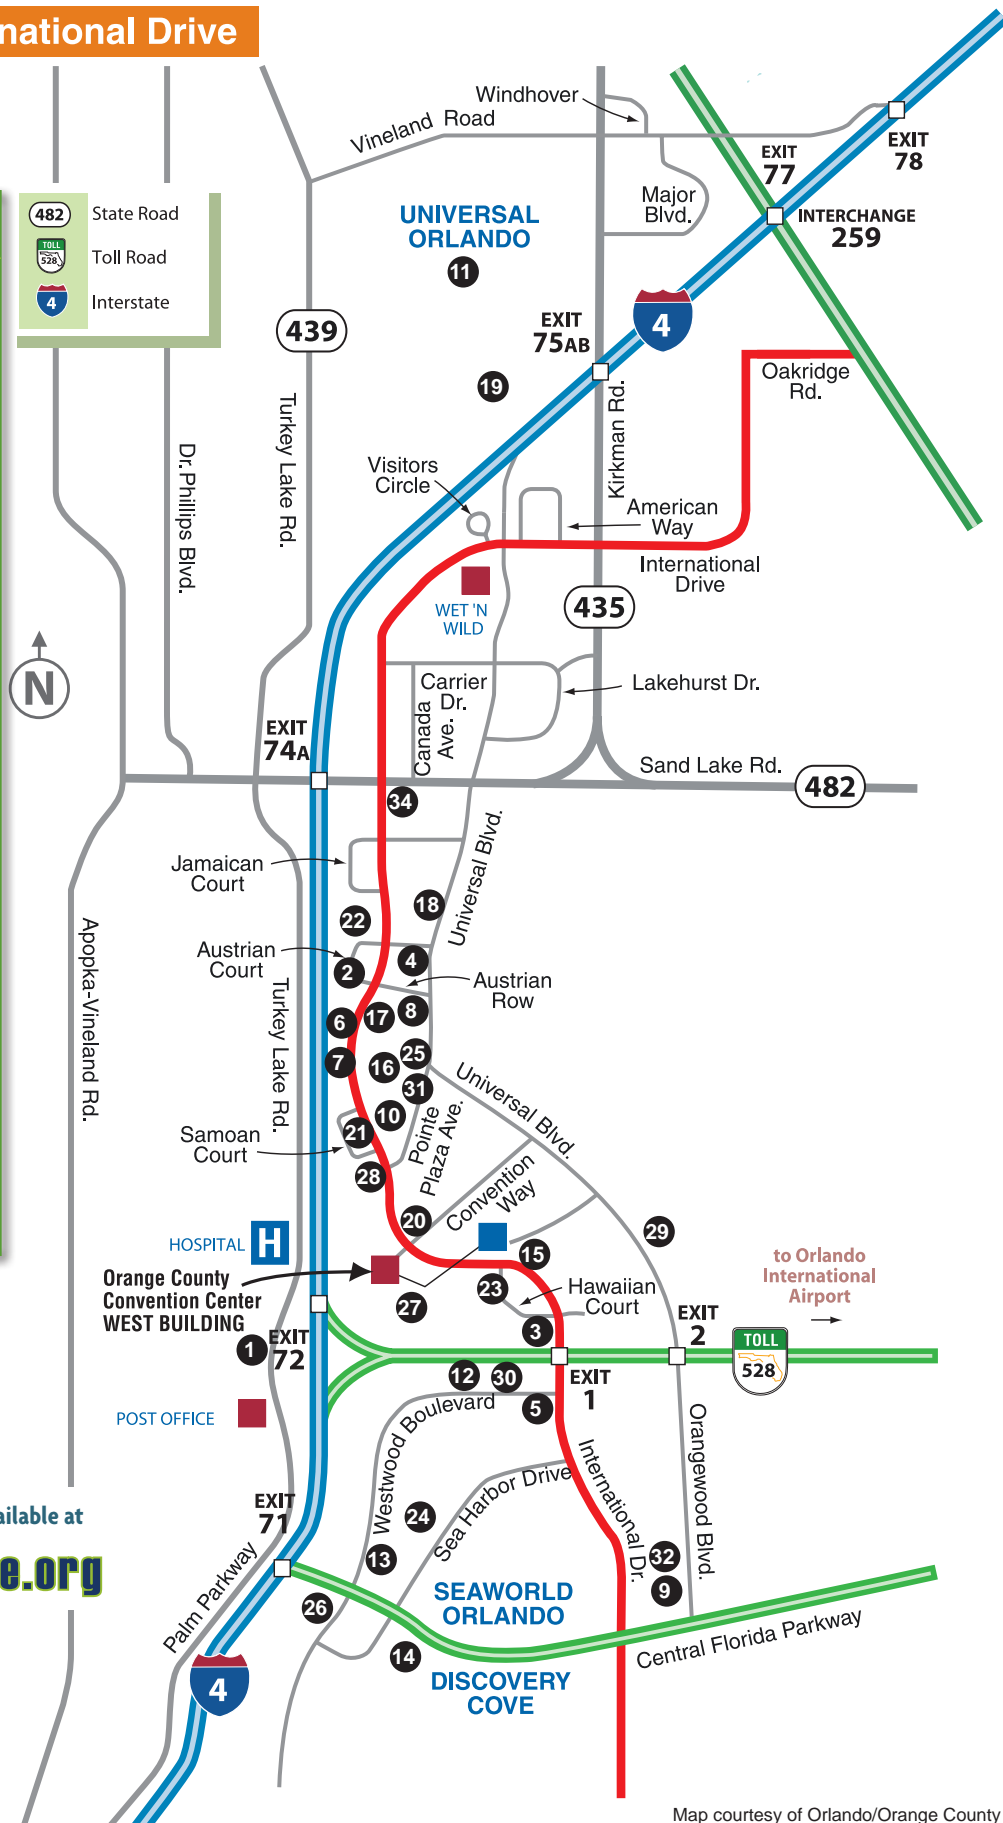 national Drive
Windhover
Vineland Road
EXIT
78
EXIT
77
482 State Road
TOLL
528
Toll Road
4 Interstate
Major
Blvd.
UNIVERSAL
ORLANDO
11
INTERCHANGE
259
439
EXIT
75AB
4
Oakridge
Rd.
19
Turkey Lake Rd.
Dr. Phillips Blvd.
Kirkman Rd.
Visitors
Circle
American
Way
International
Drive
WET 'N
WILD
435
N
Carrier
Dr.
Lakehurst Dr.
Canada
Ave.
EXIT
74A
Sand Lake Rd.
482
34
Universal Blvd.
Jamaican
Court
18
22
Apopka-Vineland Rd.
Austrian
Court
2
4
Austrian
Row
Turkey Lake Rd.
6
17
8
7
16
25
31
Universal Blvd.
10
Pointe
Plaza Ave.
21
Samoan
Court
28
Convention
Way
20
29
HOSPITAL H
15
to Orlando
International
Airport
Orange County
Convention Center
WEST BUILDING
23
Hawaiian
Court
27
3
EXIT
2
TOLL
528
1
EXIT
72
12
30
EXIT
1
5
POST OFFICE
Westwood Boulevard
Orangewood Blvd.
International Dr.
Sea Harbor Drive
EXIT
71
ailable at
24
13
32
9
e.org
Palm Parkway
26
SEAWORLD
ORLANDO
Central Florida Parkway
14
DISCOVERY
COVE
4
Map courtesy of Orlando/Orange County